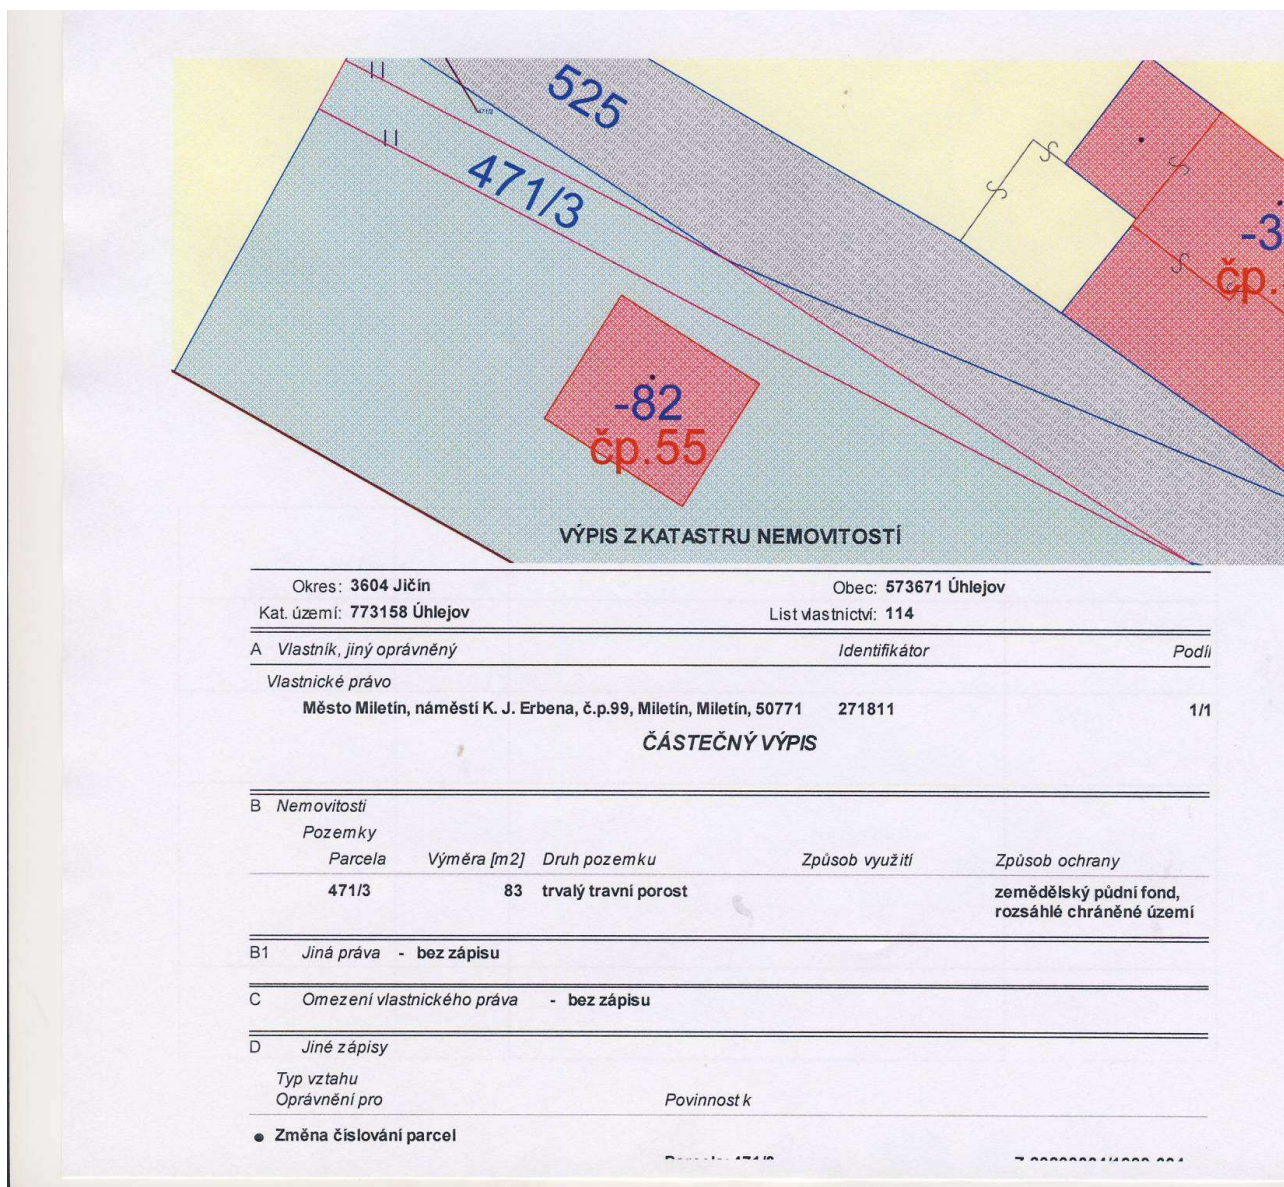 525
471/3
471/3
-3
čp.
-82
čp.55
VÝPIS Z KATASTRU NEMOVITOSTÍ
Okres: 3604 Jičín Obec: 573671 Úhlejov
Kat. území: 773158 Úhlejov List vlastnictví: 114
A Vlastník, jiný oprávněný Identifikátor Podíl
Vlastnické právo
Město Miletín, náměstí K. J. Erbena, č.p.99, Miletín, Miletín, 50771 271811 1/1
ČÁSTEČNÝ VÝPIS
B Nemovitosti
Pozemky
Parcela Výměra [m2] Druh pozemku Způsob využití Způsob ochrany
471/3 83 trvalý travní porost zemědělský půdní fond,
rozsáhlé chráněné území
B1 Jiná práva - bez zápisu
C Omezení vlastnického práva - bez zápisu
D Jiné zápisy
Typ vztahu
Oprávnění pro Povinnost k
• Změna číslování parcel